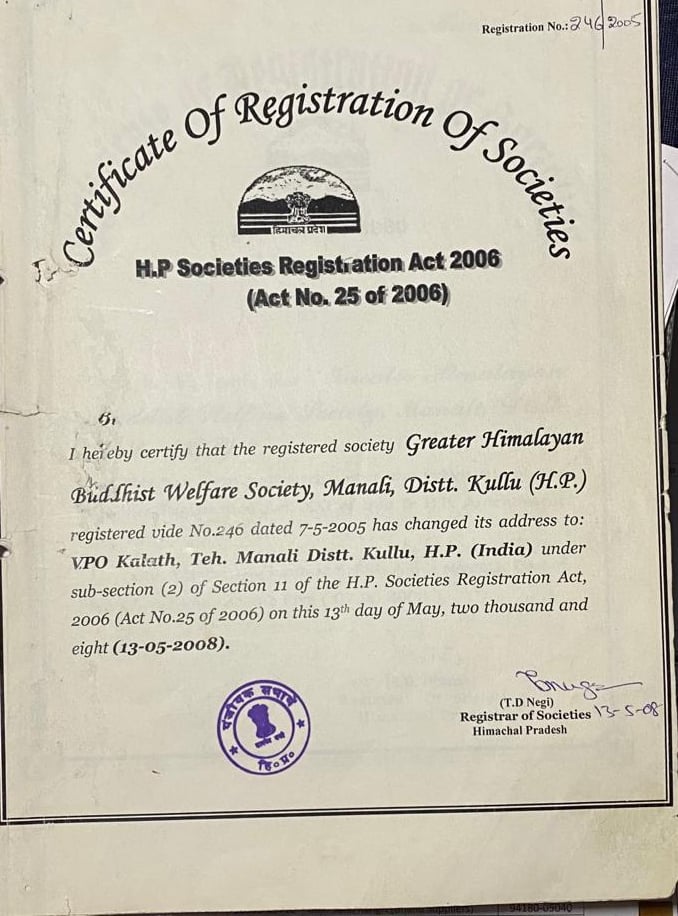 Registration No.: 246/2005
Certificate Of Registration Of Societies
हिमाचल प्रदेश
H.P Societies Registration Act 2006
(Act No. 25 of 2006)
I hereby certify that the registered society Greater Himalayan
Buddhist Welfare Society, Manali, Distt. Kullu (H.P.)
registered vide No.246 dated 7-5-2005 has changed its address to:
VPO Kalath, Teh. Manali Distt. Kullu, H.P. (India) under
sub-section (2) of Section 11 of the H.P. Societies Registration Act,
2006 (Act No.25 of 2006) on this 13th day of May, two thousand and
eight (13-05-2008).
पंजीयक सभायें
हि०प्र०
(T.D Negi)
Registrar of Societies 13-5-08
Himachal Pradesh
94180-05040